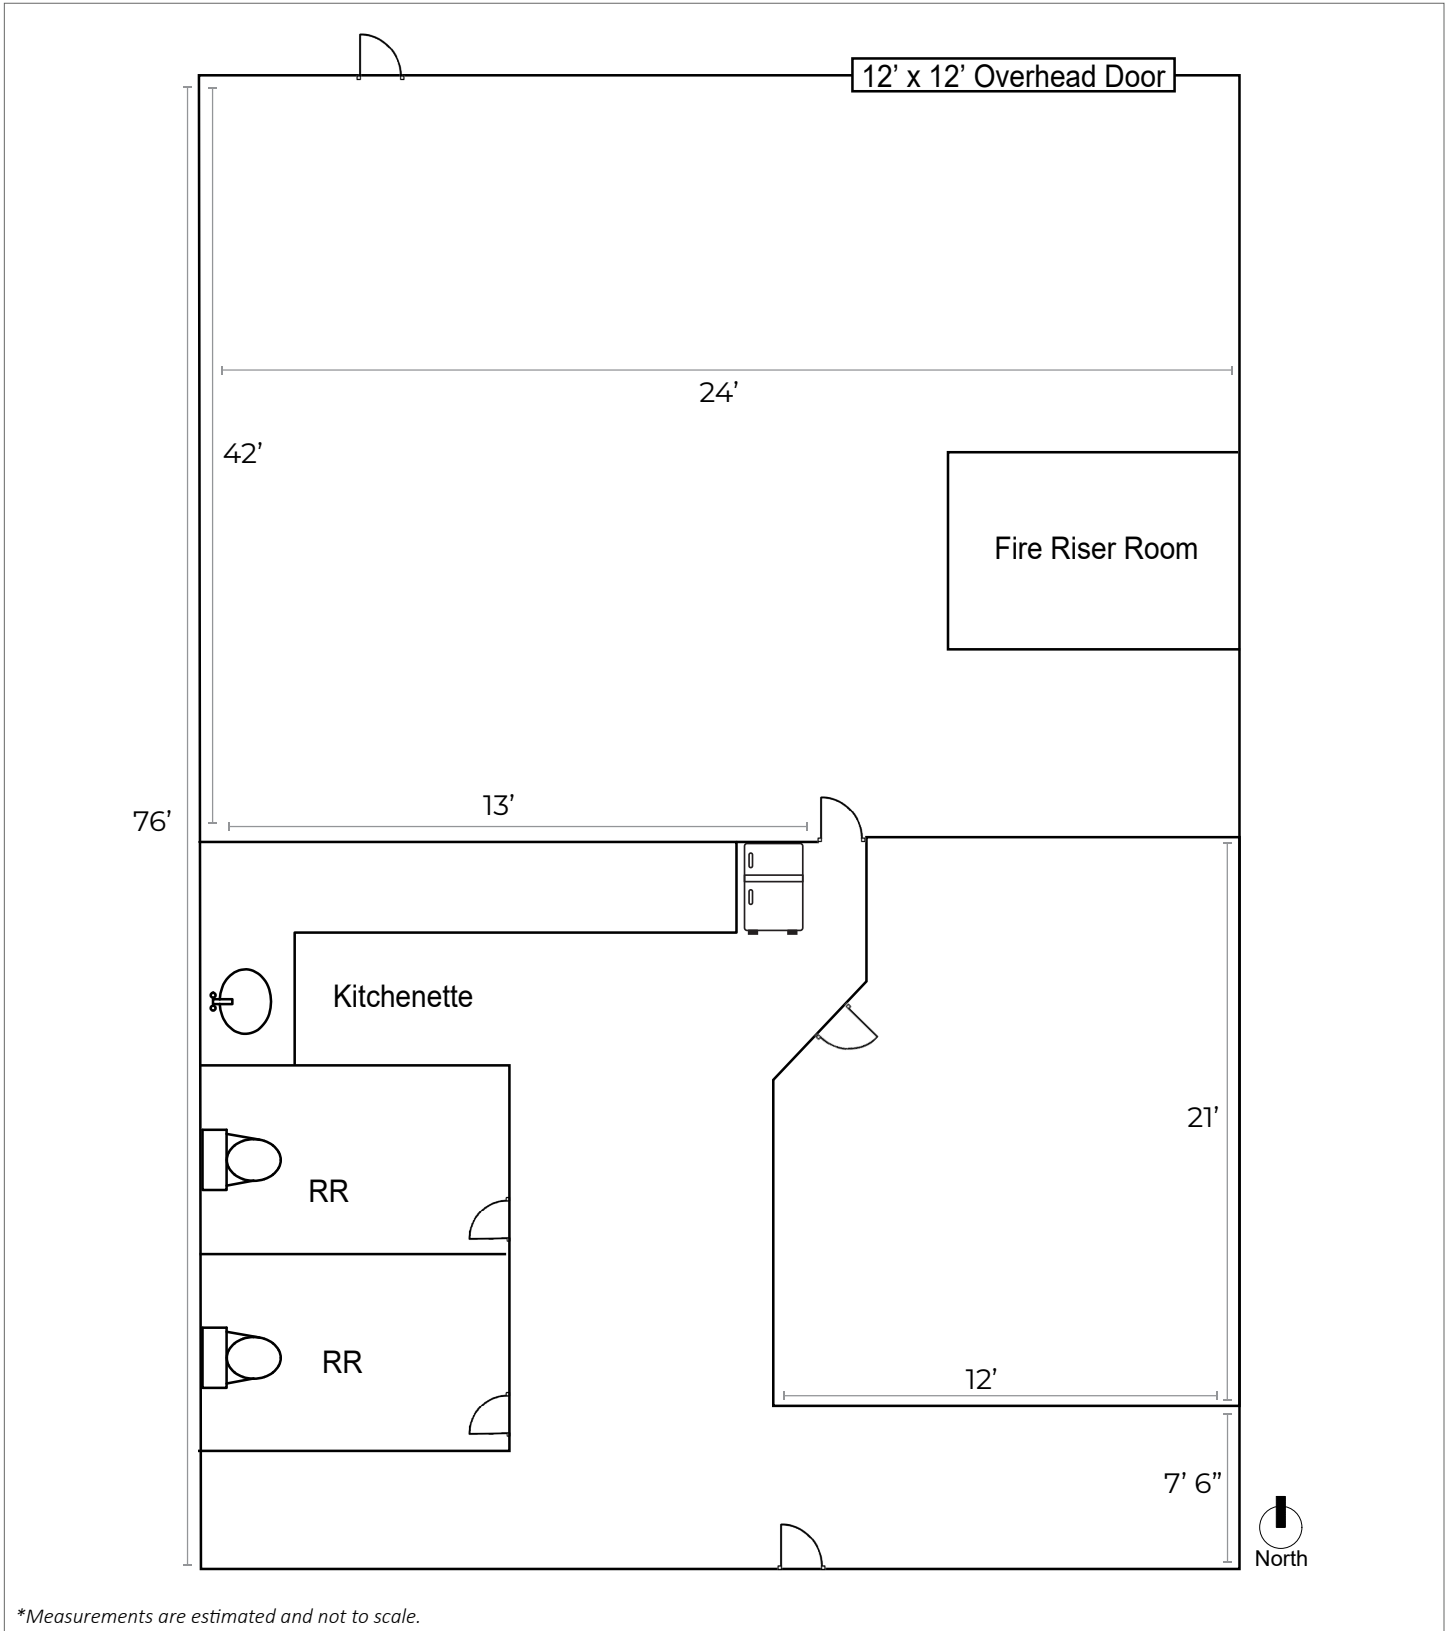 12’ x 12’ Overhead Door
24’
42’
Fire Riser Room
13’
76’
Kitchenette
21’
RR
RR
12’
7’ 6”
North
*Measurements are estimated and not to scale.